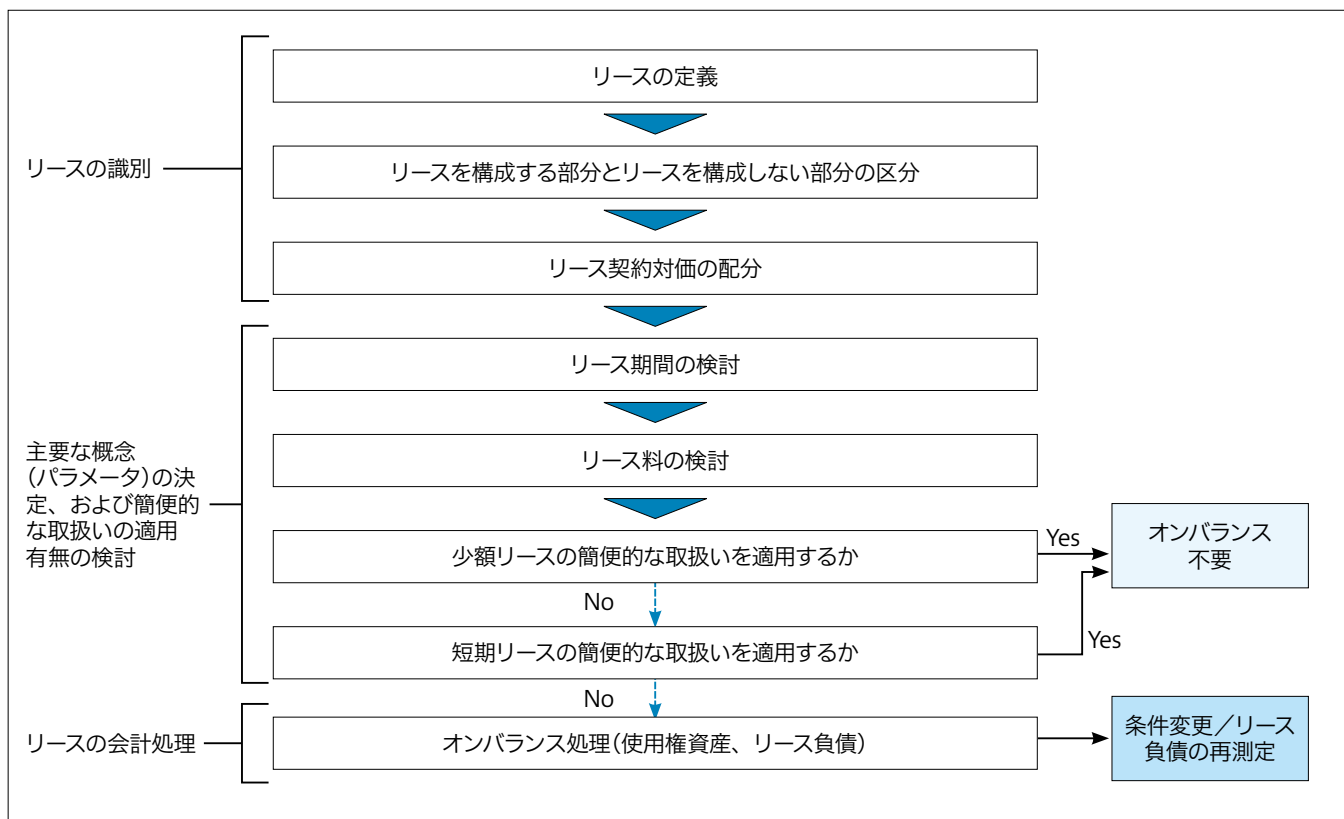 リースの識別
リースの定義
リースを構成する部分とリースを構成しない部分の区分
リース契約対価の配分
主要な概念
(パラメータ)の決
定、および簡便的
な取扱いの適用
有無の検討
リース期間の検討
リース料の検討
少額リースの簡便的な取扱いを適用するか
Yes
オンバランス
不要
No
短期リースの簡便的な取扱いを適用するか
Yes
No
リースの会計処理
オンバランス処理(使用権資産、リース負債)
条件変更/リース
負債の再測定